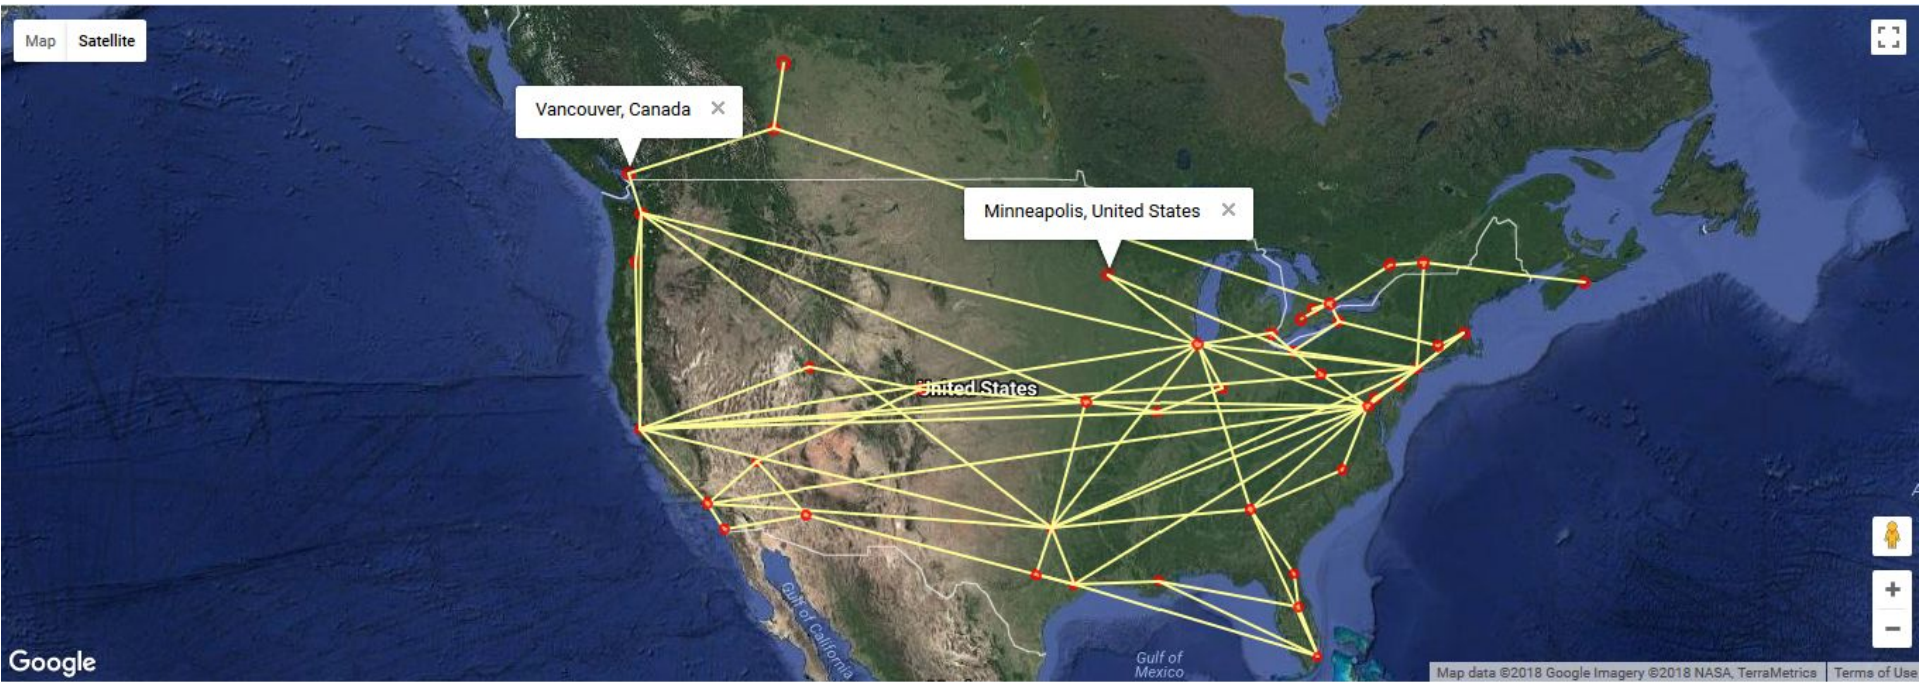 Map Satellite
Vancouver, Canada ×
Minneapolis, United States ×
United States
Gulf of California
Gulf of
Mexico
Google
Map data ©2018 Google Imagery ©2018 NASA, TerraMetrics Terms of Use